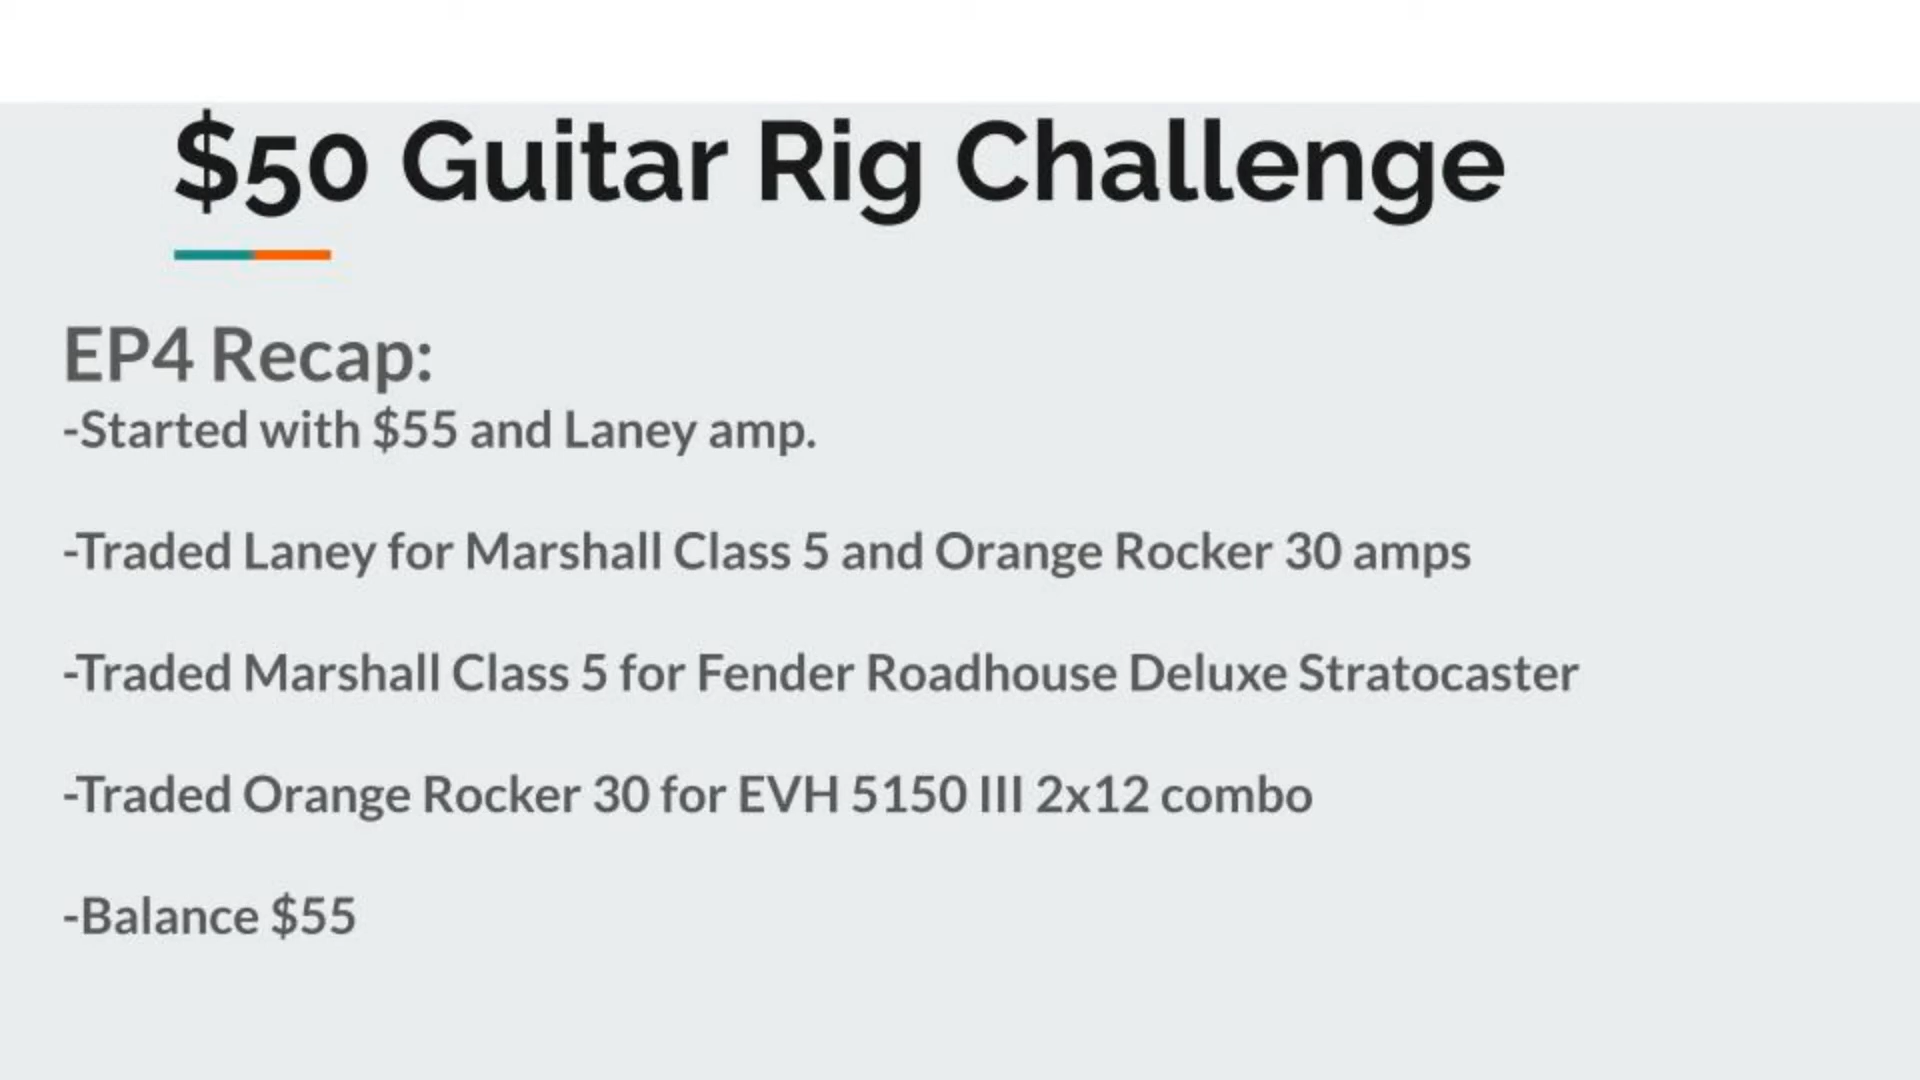 $50 Guitar Rig Challenge
EP4 Recap:
-Started with $55 and Laney amp.
-Traded Laney for Marshall Class 5 and Orange Rocker 30 amps
-Traded Marshall Class 5 for Fender Roadhouse Deluxe Stratocaster
-Traded Orange Rocker 30 for EVH 5150 III 2x12 combo
-Balance $55